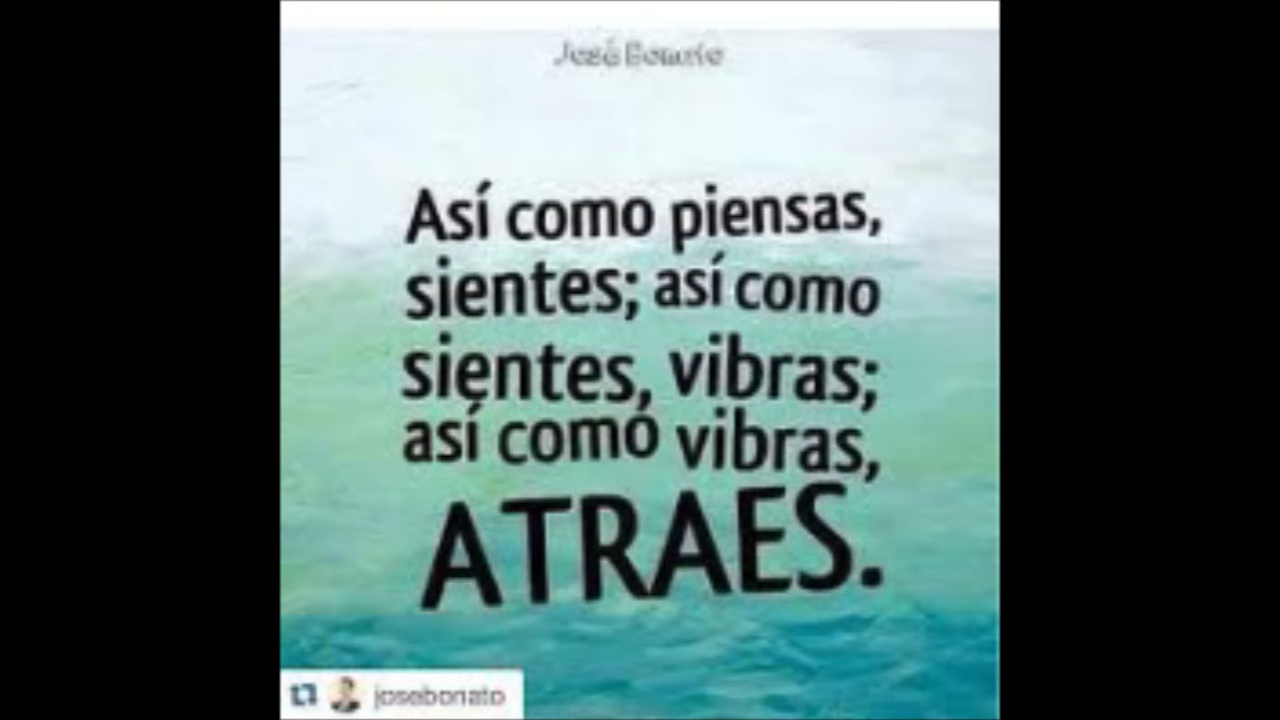 José Bonato
Así como piensas,
sientes; así como
sientes, vibras;
así como vibras,
ATRAES.
josebonato